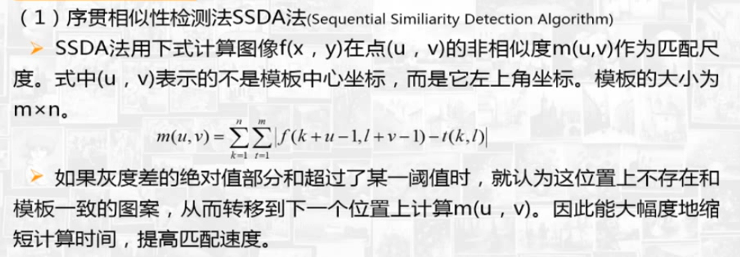 （1）序贯相似性检测法SSDA法(Sequential Similiarity Detection Algorithm)
➤ SSDA法用下式计算图像f(x，y)在点(u，v)的非相似度m(u,v)作为匹配尺
度。式中(u，v)表示的不是模板中心坐标，而是它左上角坐标。模板的大小为
m×n。
m(u,v) = ∑_{k=1}^{n} ∑_{t=1}^{m} |f(k+u-1,l+v-1)-t(k,l)|
➤ 如果灰度差的绝对值部分和超过了某一阈值时，就认为这位置上不存在和
模板一致的图案，从而转移到下一个位置上计算m(u，v)。因此能大幅度地缩
短计算时间，提高匹配速度。